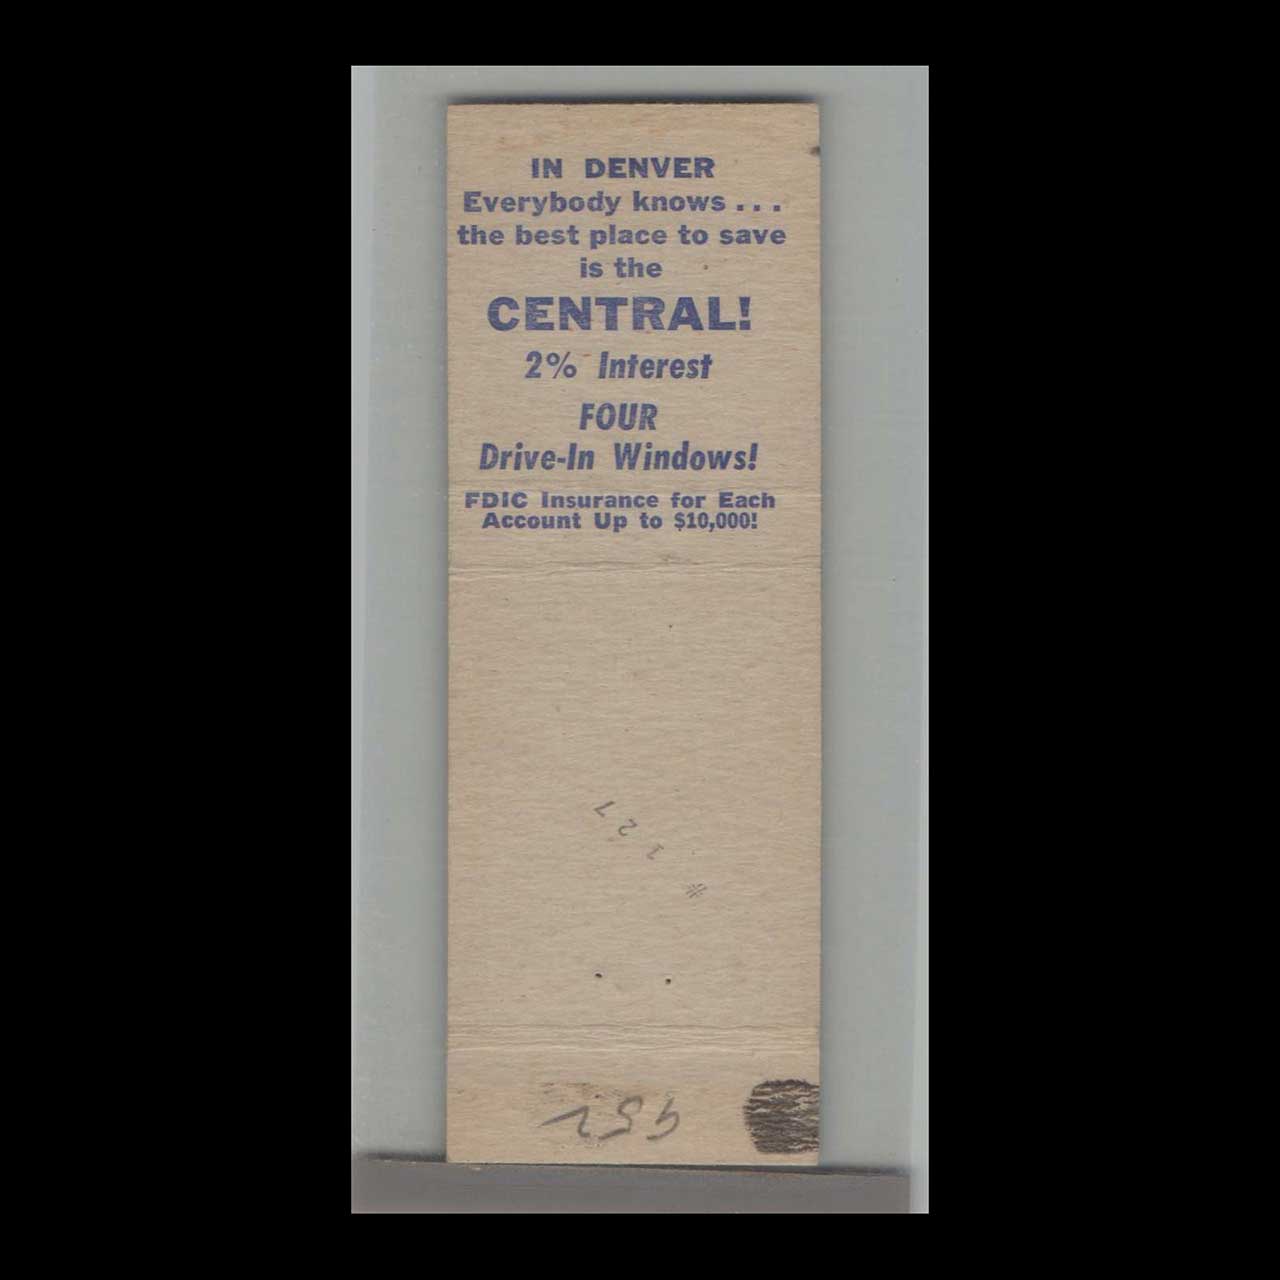 IN DENVER
Everybody knows...
the best place to save
is the
CENTRAL!
2% Interest
FOUR
Drive-In Windows!
FDIC Insurance for Each
Account Up to $10,000!